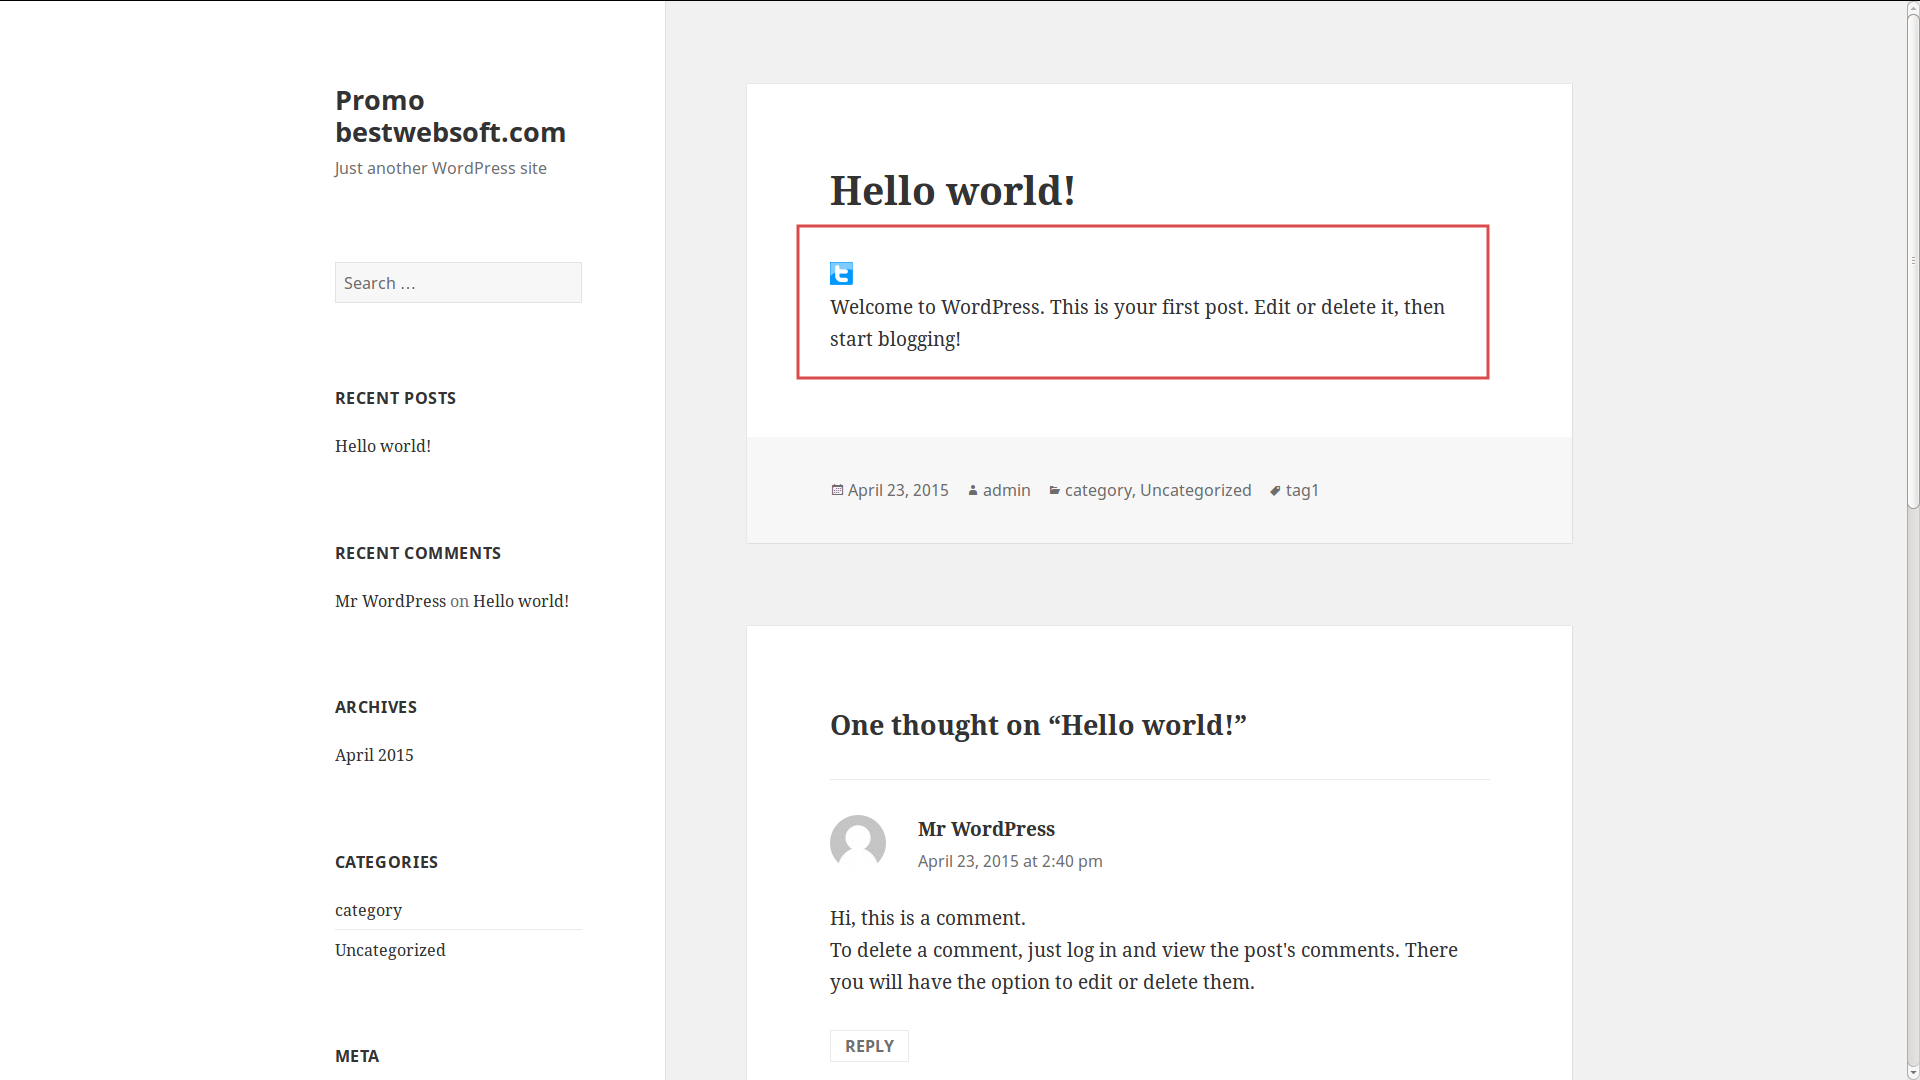 Promo
bestwebsoft.com
Just another WordPress site
Search …
RECENT POSTS
Hello world!
RECENT COMMENTS
Mr WordPress on Hello world!
ARCHIVES
April 2015
CATEGORIES
category
Uncategorized
META
Hello world!
t
Welcome to WordPress. This is your first post. Edit or delete it, then
start blogging!
April 23, 2015 admin category, Uncategorized tag1
One thought on “Hello world!”
Mr WordPress
April 23, 2015 at 2:40 pm
Hi, this is a comment.
To delete a comment, just log in and view the post's comments. There
you will have the option to edit or delete them.
REPLY